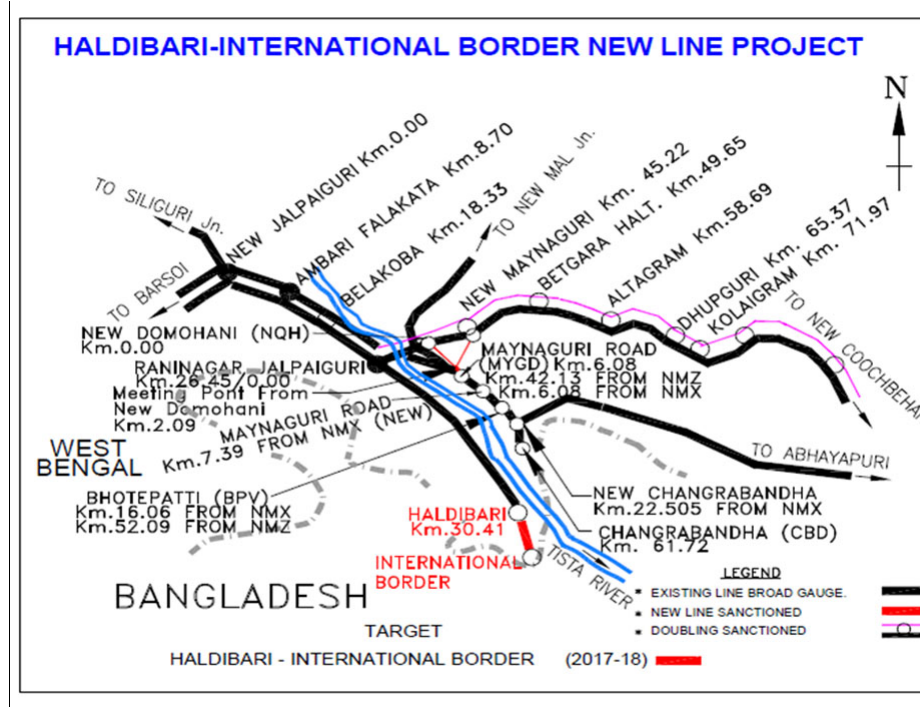 HALDIBARI-INTERNATIONAL BORDER NEW LINE PROJECT
N
TO SILIGURI Jn.
NEW JALPAIGURI Km.0.00
AMBARI FALAKATA Km.8.70
BELAKOBA Km.18.33
TO NEW MAL Jn.
NEW MAYNAGURI Km. 45.22
BETGARA HALT. Km.49.65
ALTAGRAM Km.58.69
DHUPGURI Km. 65.37
KOLAIGRAM Km. 71.97
TO NEW COOCHBEHAR
TO BARSOI
NEW DOMOHANI (NQH)
Km.0.00
RANINAGAR JALPAIGURI
Km.26.45/0.00
Meeting Pont From
New Domohani
Km.2.09
MAYNAGURI ROAD
(MYGD) Km.6.08
Km.42.13 FROM NMZ
Km.6.08 FROM NMX
MAYNAGURI ROAD
Km.7.39 FROM NMX (NEW)
WEST
BENGAL
TO ABHAYAPURI
BHOTEPATTI (BPV)
Km.16.06 FROM NMX
Km.52.09 FROM NMZ
NEW CHANGRABANDHA
Km.22.505 FROM NMX
HALDIBARI
Km.30.41
CHANGRABANDHA (CBD)
Km. 61.72
INTERNATIONAL
BORDER
TISTA RIVER
BANGLADESH
LEGEND
EXISTING LINE BROAD GAUGE.
NEW LINE SANCTIONED
DOUBLING SANCTIONED
TARGET
HALDIBARI - INTERNATIONAL BORDER (2017-18)